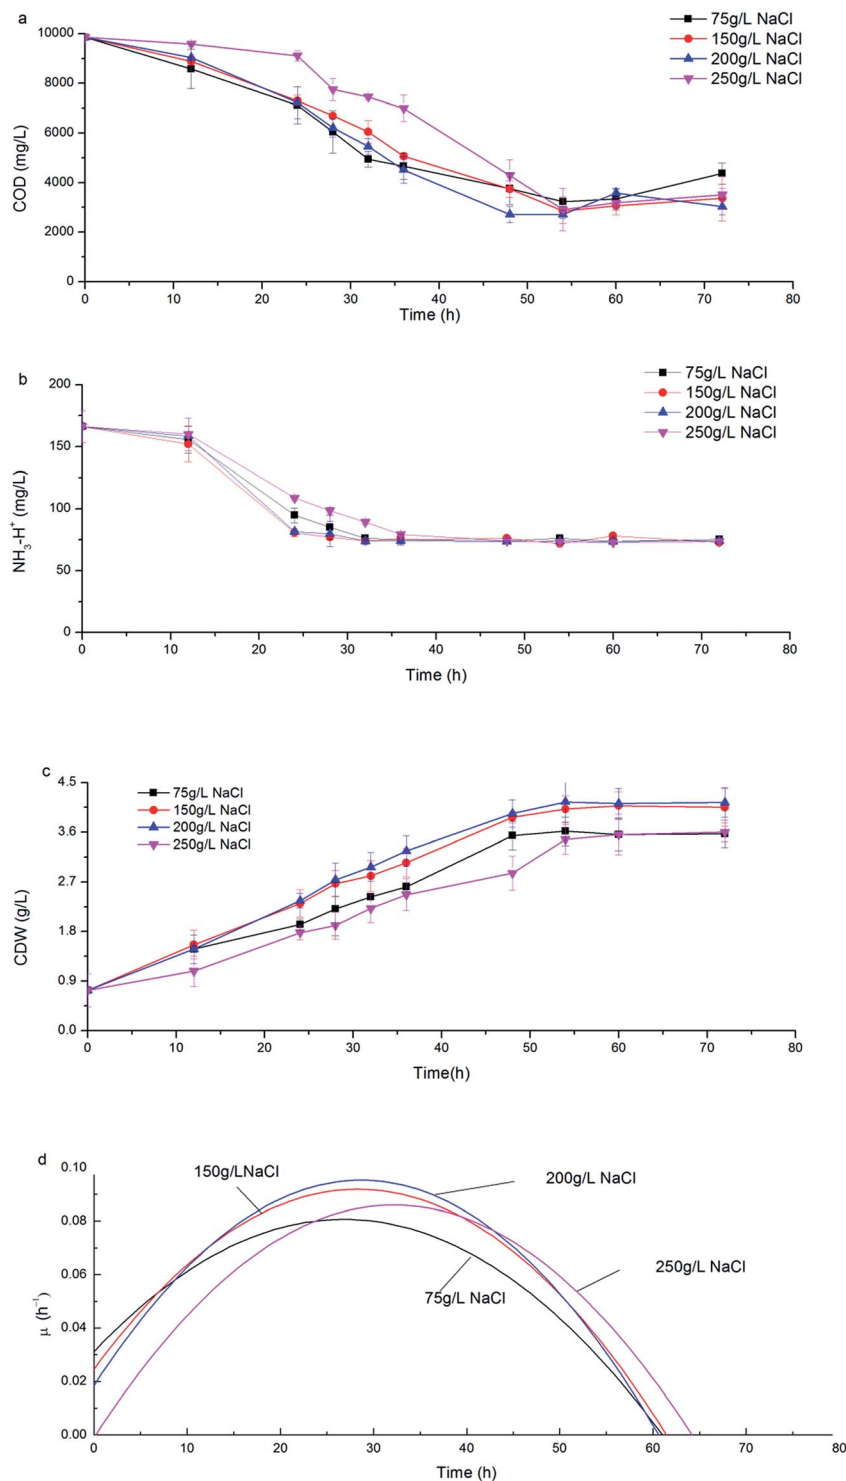 a
10000
8000
6000
4000
2000
0
COD (mg/L)
75g/L NaCl
150g/L NaCl
200g/L NaCl
250g/L NaCl
0 10 20 30 40 50 60 70 80
Time (h)
b
200
150
100
50
0
NH₃-H⁺ (mg/L)
75g/L NaCl
150g/L NaCl
200g/L NaCl
250g/L NaCl
0 10 20 30 40 50 60 70 80
Time (h)
c
4.5
3.6
2.7
1.8
0.9
0.0
CDW (g/L)
75g/L NaCl
150g/L NaCl
200g/L NaCl
250g/L NaCl
0 10 20 30 40 50 60 70 80
Time(h)
d
0.10
0.08
0.06
0.04
0.02
0.00
μ (h⁻¹)
150g/LNaCl
200g/L NaCl
250g/L NaCl
75g/L NaCl
0 10 20 30 40 50 60 70 80
Time (h)